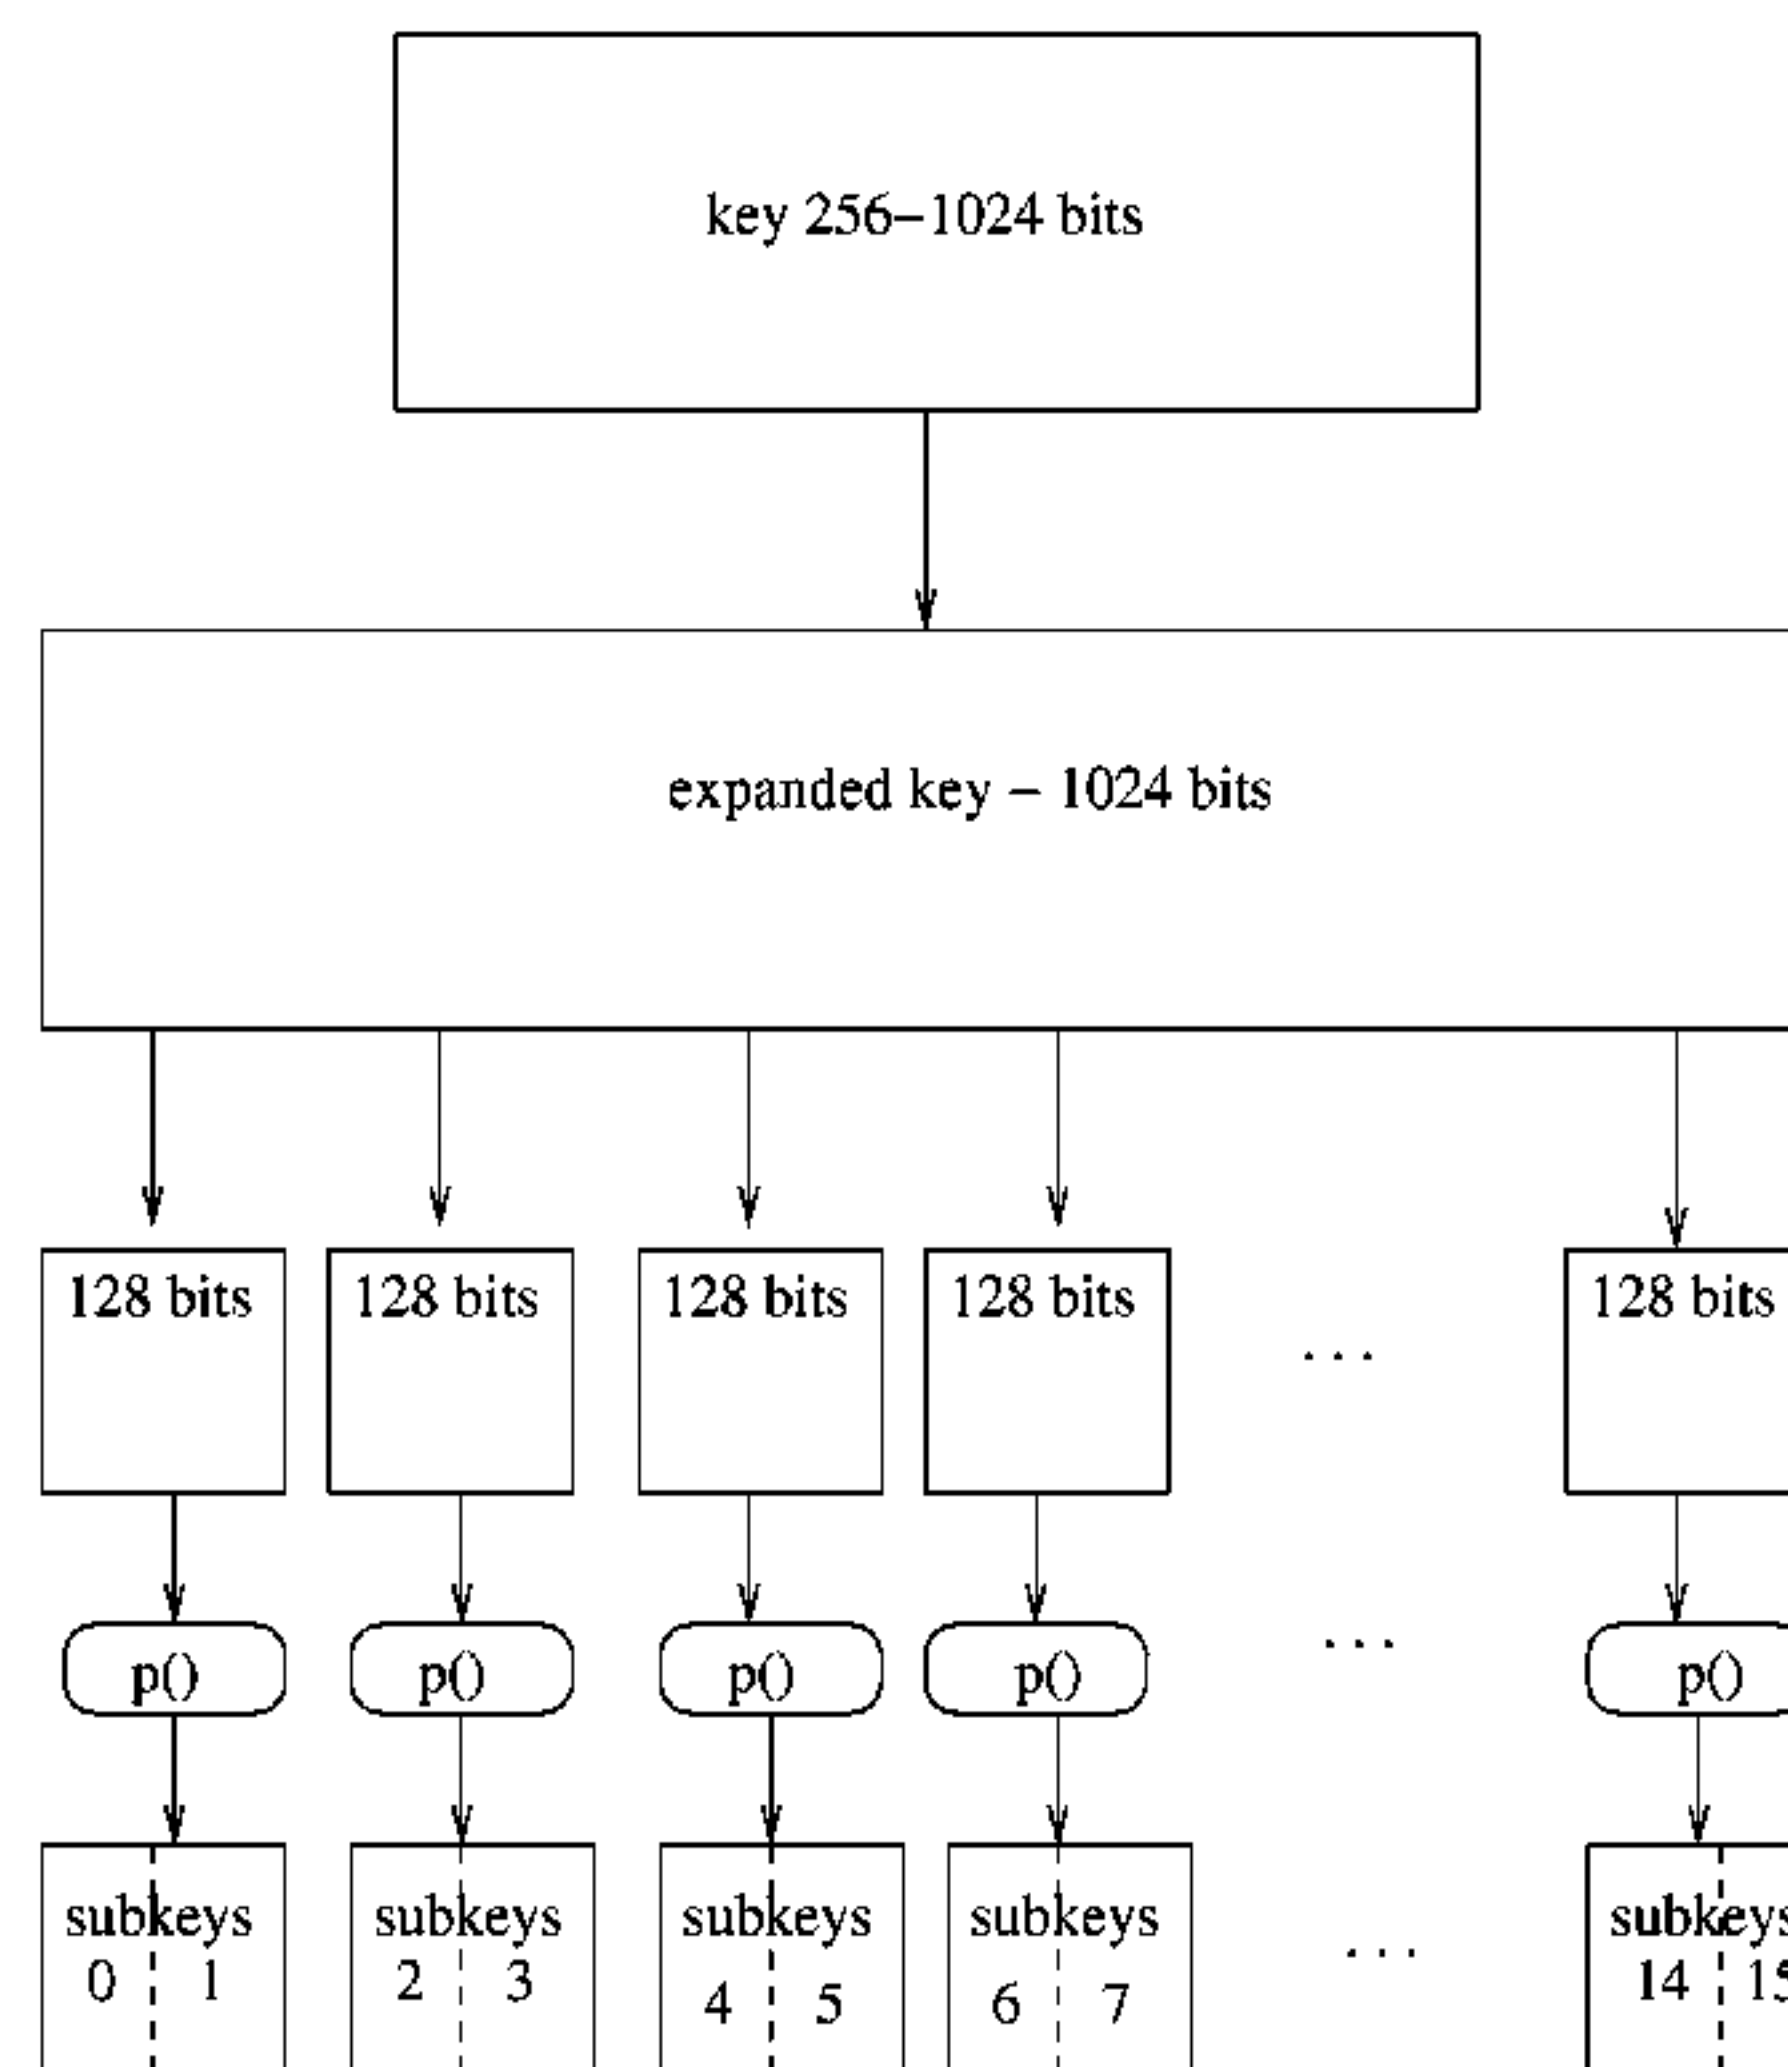 key 256–1024 bits
expanded key – 1024 bits
128 bits 128 bits 128 bits 128 bits ... 128 bits
p() p() p() p() ... p()
subkeys subkeys subkeys subkeys ... subkeys
0 1 2 3 4 5 6 7 14 15